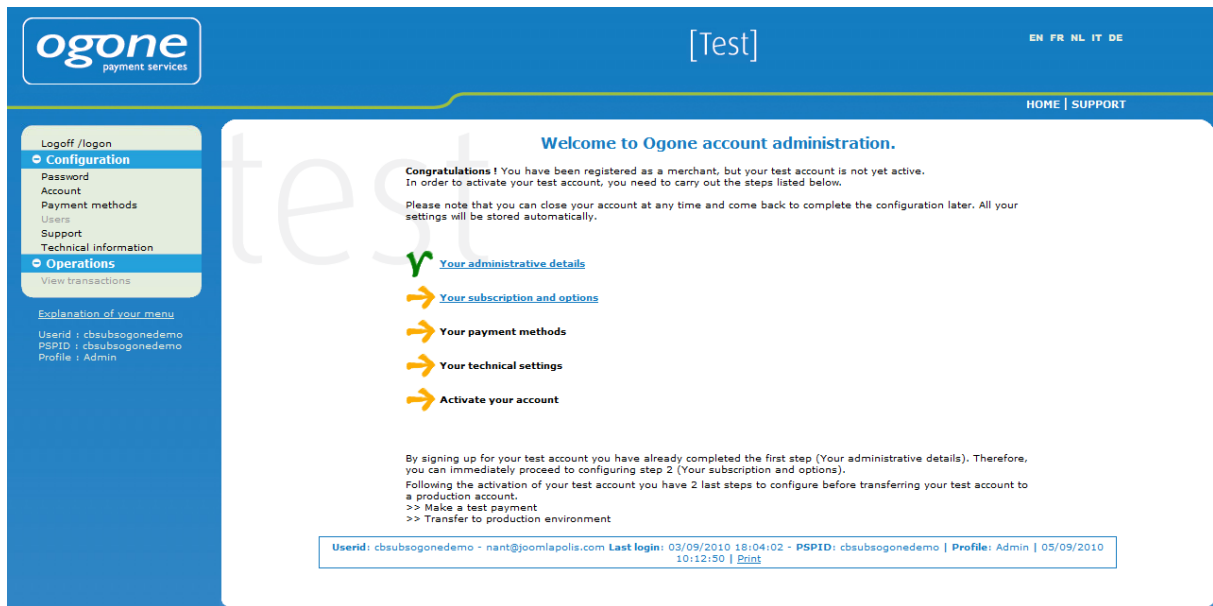 ogone
payment services
[Test]
EN FR NL IT DE
HOME | SUPPORT
Logoff /logon
Configuration
Password
Account
Payment methods
Users
Support
Technical information
Operations
View transactions
Explanation of your menu
Userid : cbsubsogonedemo
PSPID : cbsubsogonedemo
Profile : Admin
test
Welcome to Ogone account administration.
Congratulations ! You have been registered as a merchant, but your test account is not yet active.
In order to activate your test account, you need to carry out the steps listed below.
Please note that you can close your account at any time and come back to complete the configuration later. All your
settings will be stored automatically.
Your administrative details
Your subscription and options
Your payment methods
Your technical settings
Activate your account
By signing up for your test account you have already completed the first step (Your administrative details). Therefore,
you can immediately proceed to configuring step 2 (Your subscription and options).
Following the activation of your test account you have 2 last steps to configure before transferring your test account to
a production account.
>> Make a test payment
>> Transfer to production environment
Userid: cbsubsogonedemo - nant@joomlapolis.com Last login: 03/09/2010 18:04:02 - PSPID: cbsubsogonedemo | Profile: Admin | 05/09/2010
10:12:50 | Print